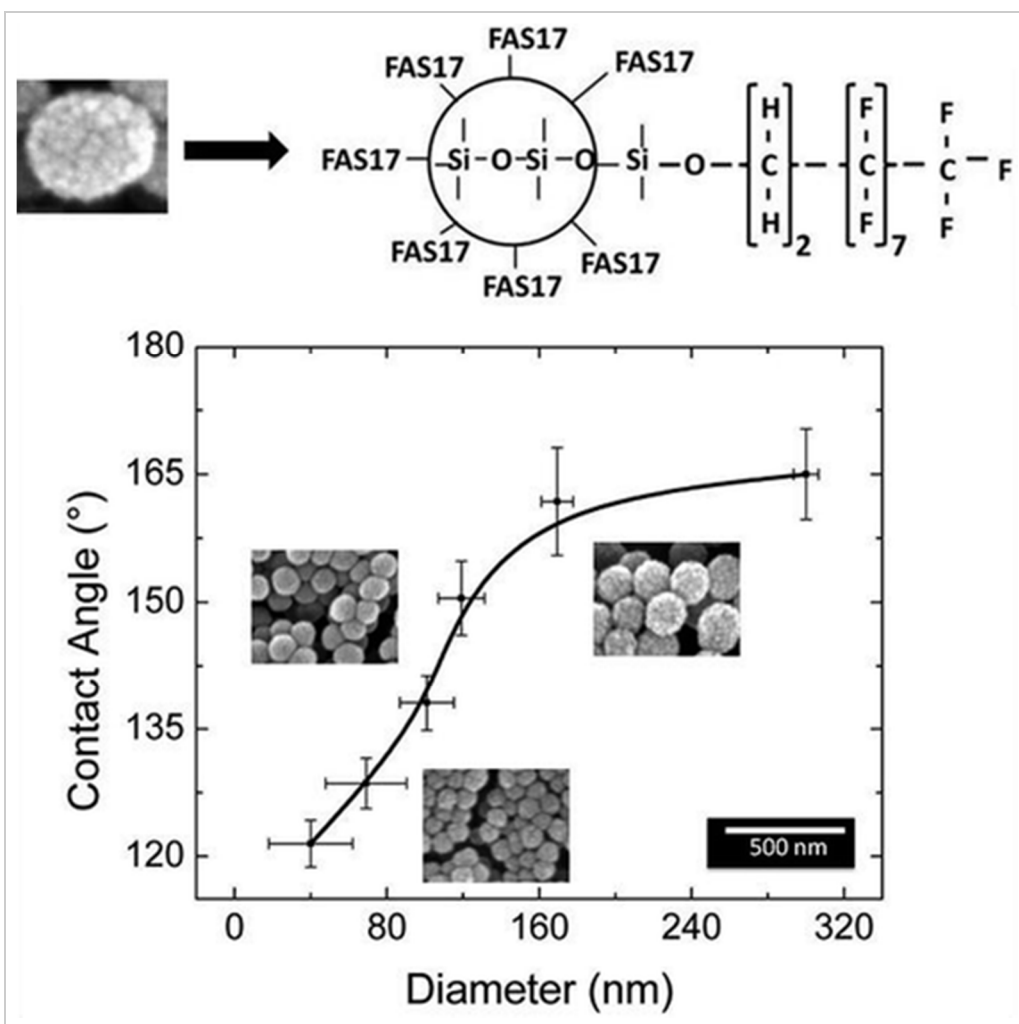 FAS17
FAS17 FAS17
FAS17 Si-O-Si-O Si-O-[H-C-H]2-[F-C-F]7-C-F
F
F
FAS17 FAS17
FAS17
180
165
150
135
120
Contact Angle (°)
500 nm
0 80 160 240 320
Diameter (nm)